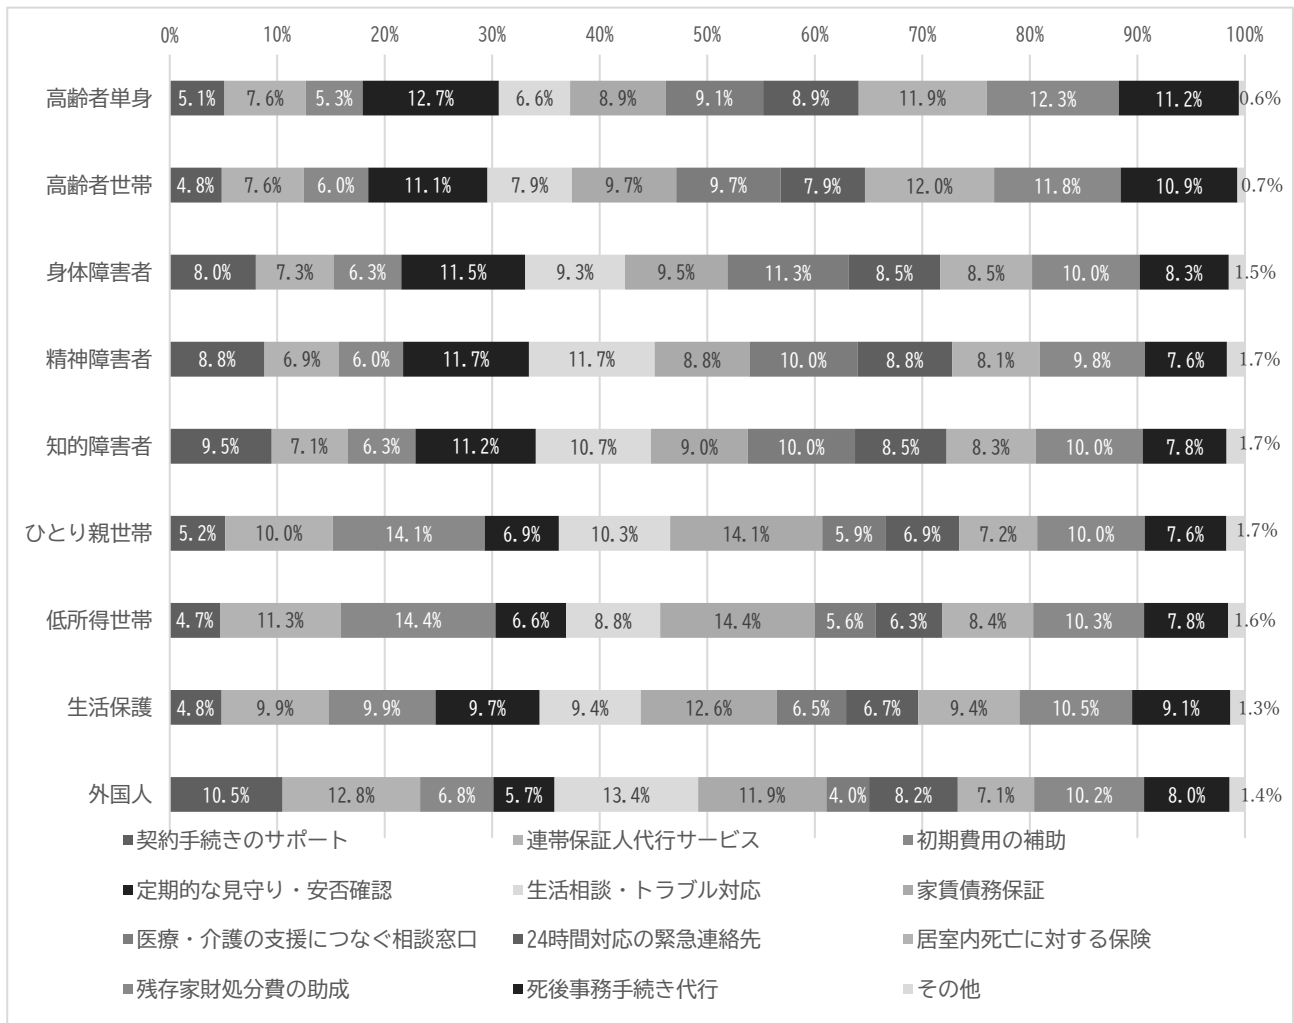 0% 10% 20% 30% 40% 50% 60% 70% 80% 90% 100%
高齢者単身 5.1% 7.6% 5.3% 12.7% 6.6% 8.9% 9.1% 8.9% 11.9% 12.3% 11.2% 0.6%
高齢者世帯 4.8% 7.6% 6.0% 11.1% 7.9% 9.7% 9.7% 7.9% 12.0% 11.8% 10.9% 0.7%
身体障害者 8.0% 7.3% 6.3% 11.5% 9.3% 9.5% 11.3% 8.5% 8.5% 10.0% 8.3% 1.5%
精神障害者 8.8% 6.9% 6.0% 11.7% 11.7% 8.8% 10.0% 8.8% 8.1% 9.8% 7.6% 1.7%
知的障害者 9.5% 7.1% 6.3% 11.2% 10.7% 9.0% 10.0% 8.5% 8.3% 10.0% 7.8% 1.7%
ひとり親世帯 5.2% 10.0% 14.1% 6.9% 10.3% 14.1% 5.9% 6.9% 7.2% 10.0% 7.6% 1.7%
低所得世帯 4.7% 11.3% 14.4% 6.6% 8.8% 14.4% 5.6% 6.3% 8.4% 10.3% 7.8% 1.6%
生活保護 4.8% 9.9% 9.9% 9.7% 9.4% 12.6% 6.5% 6.7% 9.4% 10.5% 9.1% 1.3%
外国人 10.5% 12.8% 6.8% 5.7% 13.4% 11.9% 4.0% 8.2% 7.1% 10.2% 8.0% 1.4%
契約手続きのサポート 連帯保証人代行サービス 初期費用の補助
定期的な見守り・安否確認 生活相談・トラブル対応 家賃債務保証
医療・介護の支援につなぐ相談窓口 24時間対応の緊急連絡先 居室内死亡に対する保険
残存家財処分費の助成 死後事務手続き代行 その他